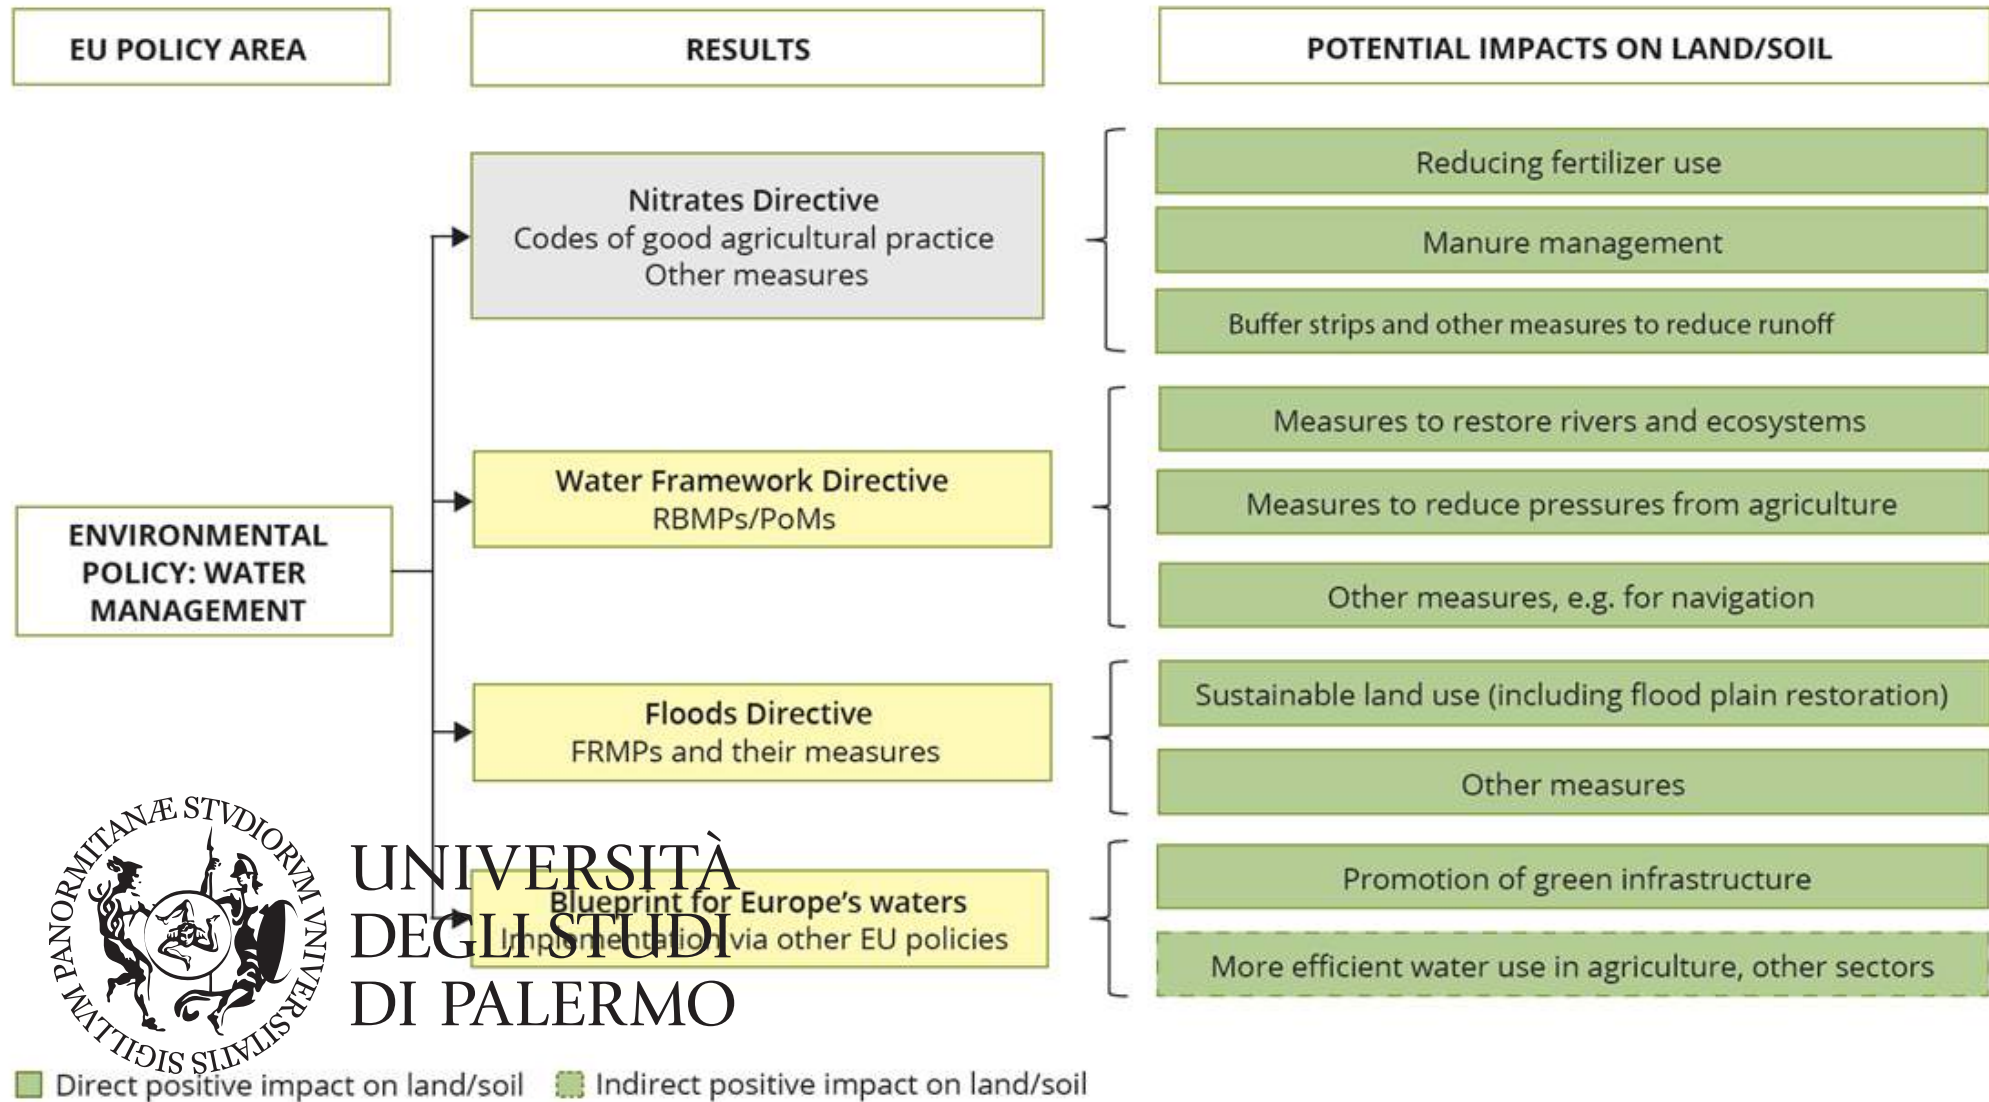 EU POLICY AREA
RESULTS
POTENTIAL IMPACTS ON LAND/SOIL
ENVIRONMENTAL
POLICY: WATER
MANAGEMENT
Nitrates Directive
Codes of good agricultural practice
Other measures
Reducing fertilizer use
Manure management
Buffer strips and other measures to reduce runoff
Water Framework Directive
RBMPs/PoMs
Measures to restore rivers and ecosystems
Measures to reduce pressures from agriculture
Other measures, e.g. for navigation
Floods Directive
FRMPs and their measures
Sustainable land use (including flood plain restoration)
Other measures
Blueprint for Europe's waters
Implementation via other EU policies
Promotion of green infrastructure
More efficient water use in agriculture, other sectors
SIGILLVM PANORMITANÆ STVDIORVM VNIVERSITATIS
UNIVERSITÀ
DEGLI STUDI
DI PALERMO
Direct positive impact on land/soil
Indirect positive impact on land/soil